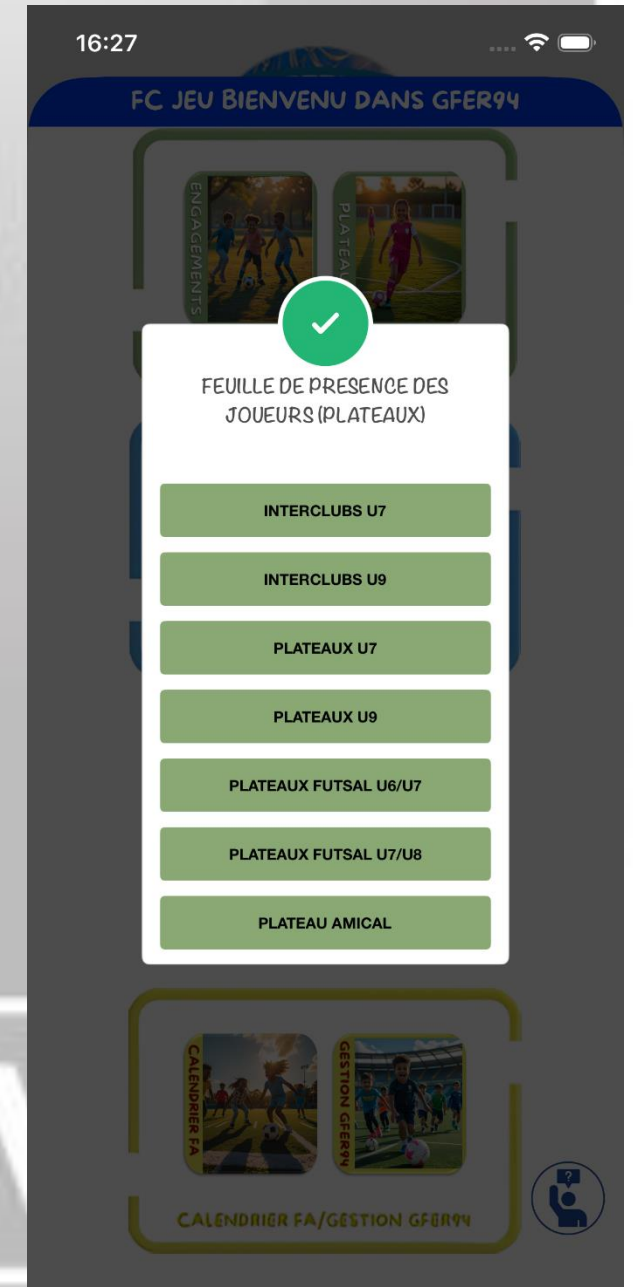 16:27
FC JEU BIENVENU DANS GFER94
ENGAGEMENTS
PLATEAU
FEUILLE DE PRESENCE DES
JOUEURS (PLATEAUX)
INTERCLUBS U7
INTERCLUBS U9
PLATEAUX U7
PLATEAUX U9
PLATEAUX FUTSAL U6/U7
PLATEAUX FUTSAL U7/U8
PLATEAU AMICAL
CALENDRIER FA
GESTION GFER94
CALENDRIER FA/GESTION GFER94
?